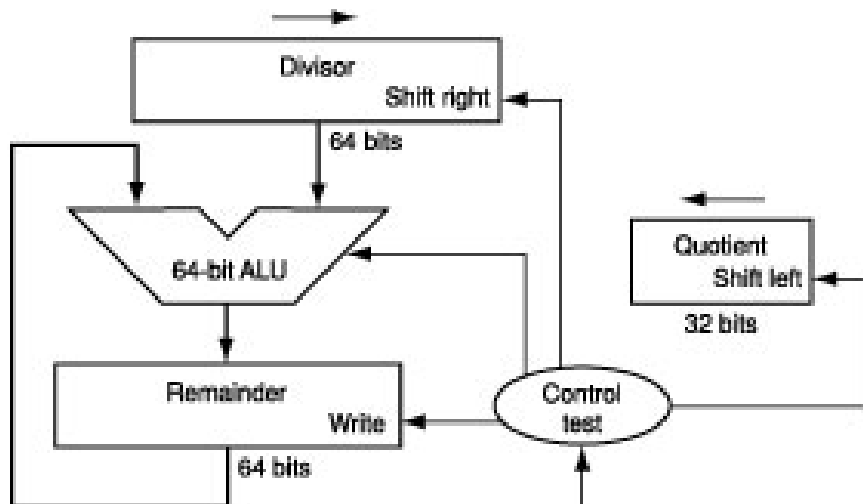 Divisor
Shift right
64 bits
64-bit ALU
Quotient
Shift left
32 bits
Remainder
Write
Control
test
64 bits